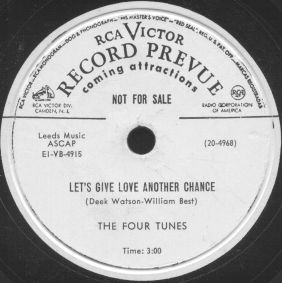 RCA VICTOR
RECORD PREVUE
coming attractions
NOT FOR SALE
RCA VICTOR DIV.
CAMDEN, N. J.
RADIO CORPORATION
OF AMERICA
Leeds Music
ASCAP
E1-VB-4915
(20-4968)
LET'S GIVE LOVE ANOTHER CHANCE
(Deek Watson-William Best)
THE FOUR TUNES
Time: 3:00